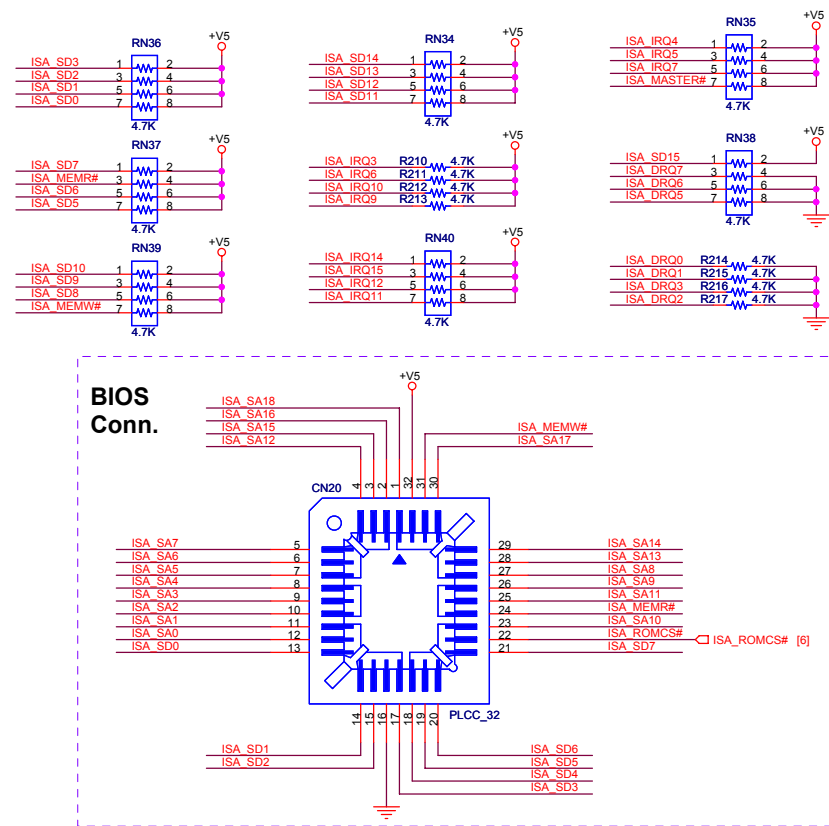 RN36
+V5
ISA_SD3 1 2
ISA_SD2 3 4
ISA_SD1 5 6
ISA_SD0 7 8
4.7K
RN34
+V5
ISA_SD14 1 2
ISA_SD13 3 4
ISA_SD12 5 6
ISA_SD11 7 8
4.7K
RN35
+V5
ISA_IRQ4 1 2
ISA_IRQ5 3 4
ISA_IRQ7 5 6
ISA_MASTER# 7 8
4.7K
RN37
+V5
ISA_SD7 1 2
ISA_MEMR# 3 4
ISA_SD6 5 6
ISA_SD5 7 8
4.7K
+V5
ISA_IRQ3 R210 4.7K
ISA_IRQ6 R211 4.7K
ISA_IRQ10 R212 4.7K
ISA_IRQ9 R213 4.7K
RN38
+V5
ISA_SD15 1 2
ISA_DRQ7 3 4
ISA_DRQ6 5 6
ISA_DRQ5 7 8
4.7K
RN39
+V5
ISA_SD10 1 2
ISA_SD9 3 4
ISA_SD8 5 6
ISA_MEMW# 7 8
4.7K
RN40
+V5
ISA_IRQ14 1 2
ISA_IRQ15 3 4
ISA_IRQ12 5 6
ISA_IRQ11 7 8
4.7K
ISA_DRQ0 R214 4.7K
ISA_DRQ1 R215 4.7K
ISA_DRQ3 R216 4.7K
ISA_DRQ2 R217 4.7K
BIOS
Conn.
+V5
ISA_SA18
ISA_SA16
ISA_SA15
ISA_SA12
ISA_MEMW#
ISA_SA17
4 3 2 1 32 31 30
CN20
ISA_SA7 5 29 ISA_SA14
ISA_SA6 6 28 ISA_SA13
ISA_SA5 7 27 ISA_SA8
ISA_SA4 8 26 ISA_SA9
ISA_SA3 9 25 ISA_SA11
ISA_SA2 10 24 ISA_MEMR#
ISA_SA1 11 23 ISA_SA10
ISA_SA0 12 22 ISA_ROMCS# ISA_ROMCS# [6]
ISA_SD0 13 21 ISA_SD7
14 15 16 17 18 19 20
PLCC_32
ISA_SD1 ISA_SD6
ISA_SD2 ISA_SD5
ISA_SD4
ISA_SD3